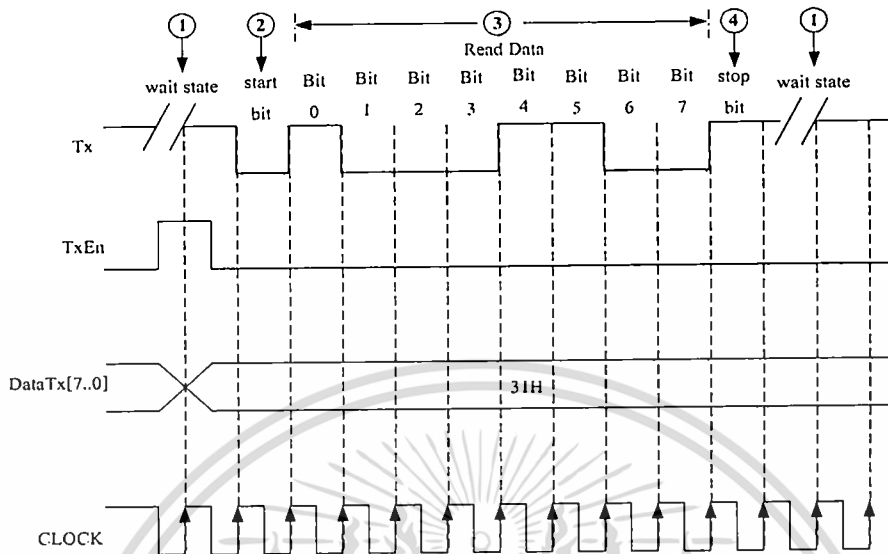 1 2 3 4 1
Read Data
wait state start Bit Bit Bit Bit Bit Bit Bit Bit stop wait state
bit 0 1 2 3 4 5 6 7 bit
Tx
TxEn
DataTx[7..0] 31H
CLOCK